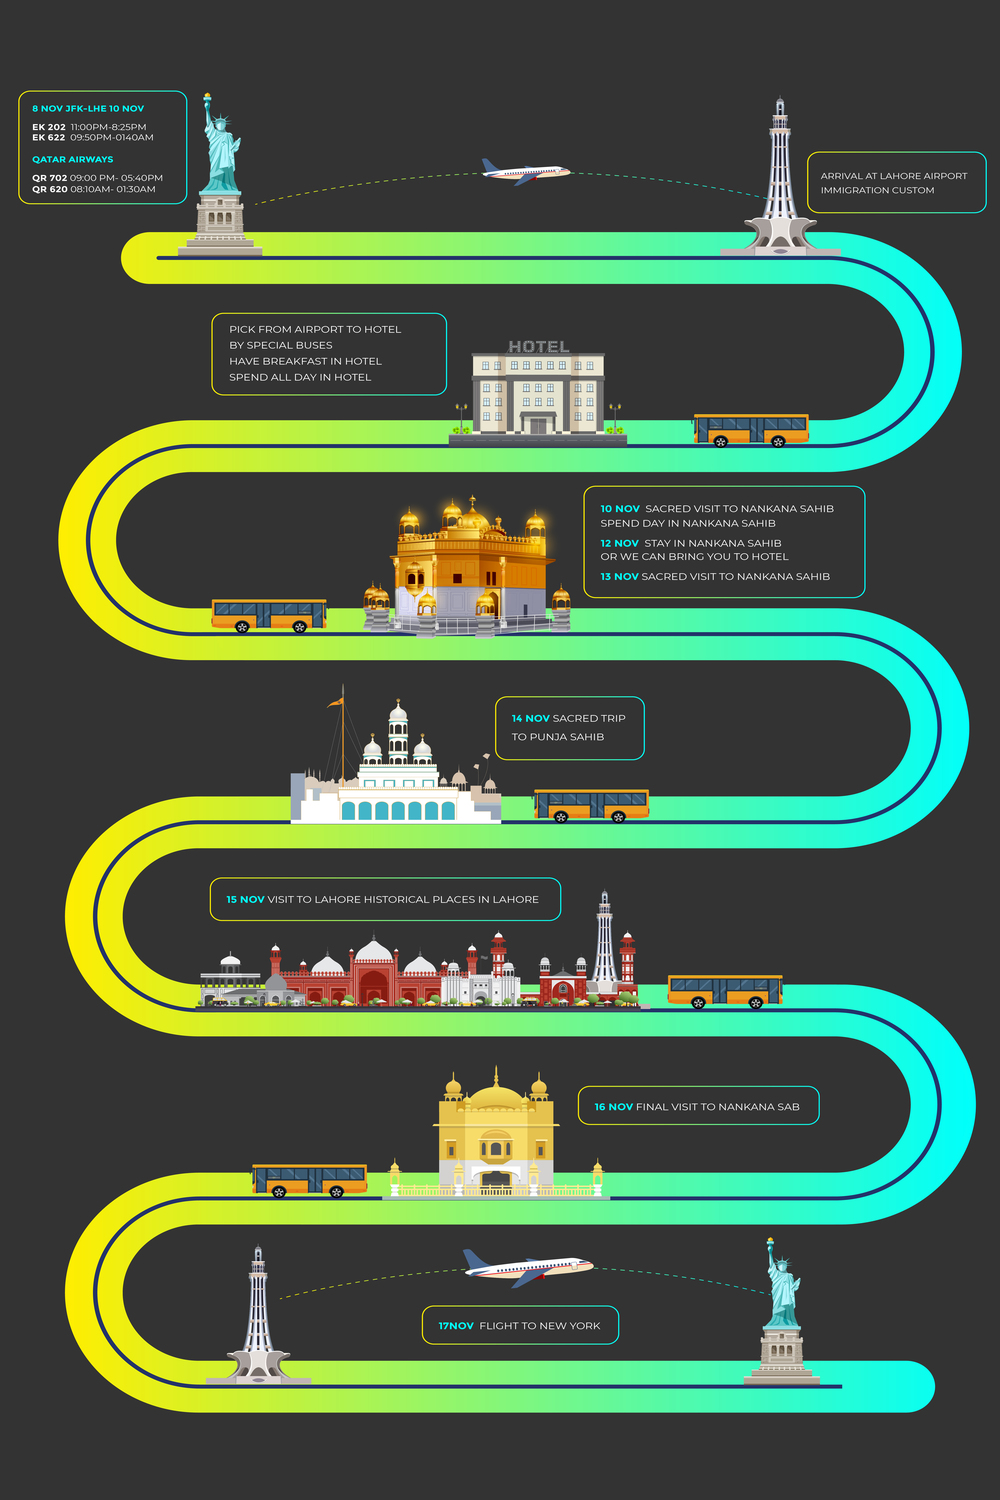 8 NOV JFK-LHE 10 NOV
EK 202 11:00PM-8:25PM
EK 622 09:50PM-0140AM
QATAR AIRWAYS
QR 702 09:00 PM- 05:40PM
QR 620 08:10AM- 01:30AM
ARRIVAL AT LAHORE AIRPORT
IMMIGRATION CUSTOM
PICK FROM AIRPORT TO HOTEL
BY SPECIAL BUSES
HAVE BREAKFAST IN HOTEL
SPEND ALL DAY IN HOTEL
HOTEL
10 NOV SACRED VISIT TO NANKANA SAHIB
SPEND DAY IN NANKANA SAHIB
12 NOV STAY IN NANKANA SAHIB
OR WE CAN BRING YOU TO HOTEL
13 NOV SACRED VISIT TO NANKANA SAHIB
14 NOV SACRED TRIP
TO PUNJA SAHIB
15 NOV VISIT TO LAHORE HISTORICAL PLACES IN LAHORE
16 NOV FINAL VISIT TO NANKANA SAB
17NOV FLIGHT TO NEW YORK